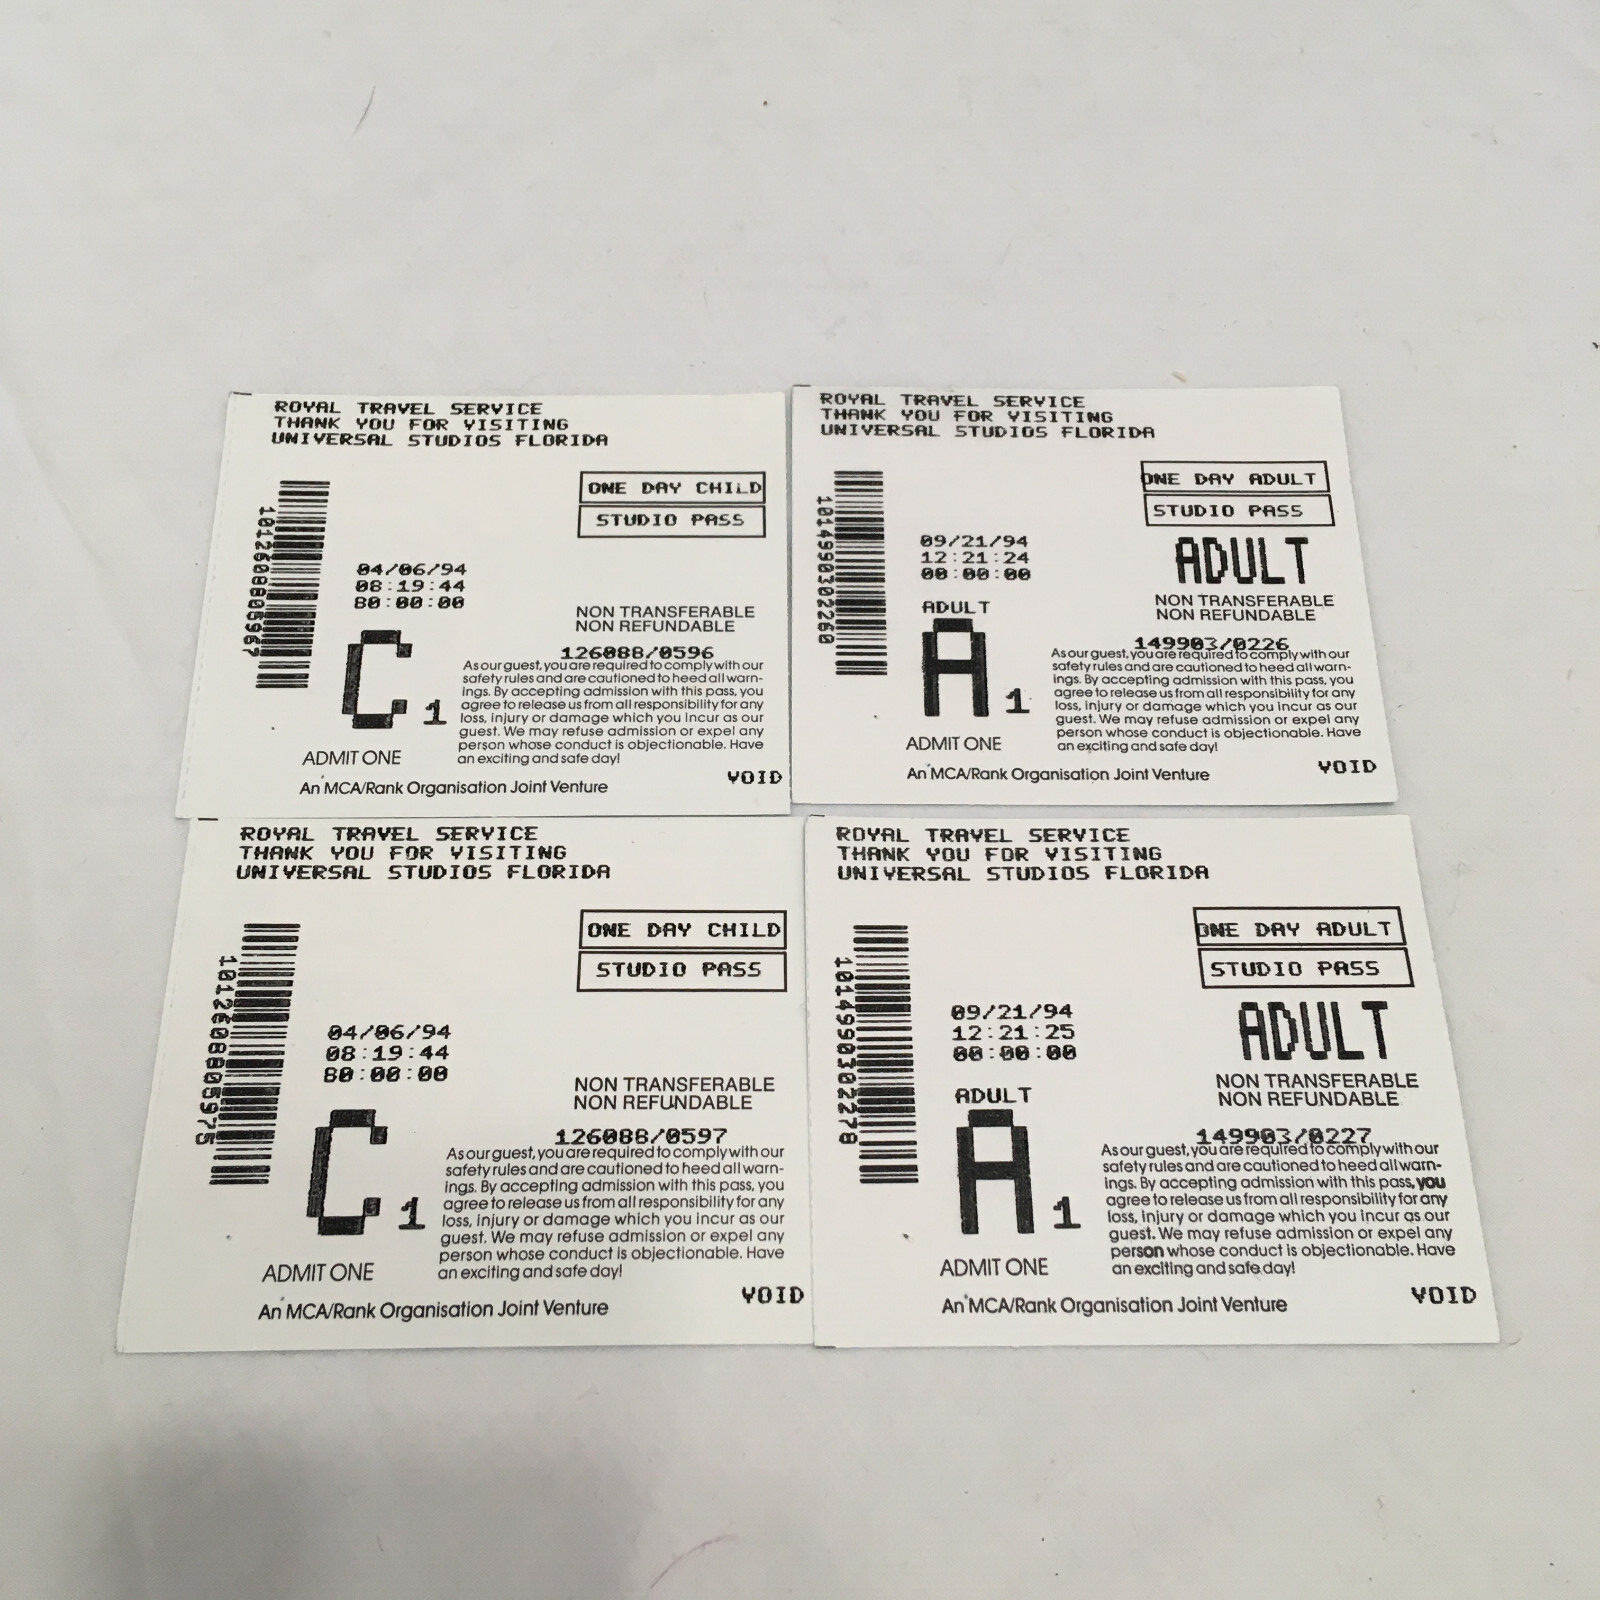 ROYAL TRAVEL SERVICE
THANK YOU FOR VISITING
UNIVERSAL STUDIOS FLORIDA
ONE DAY CHILD
STUDIO PASS
101260880596?
04/06/94
08:19:44
80:00:00
NON TRANSFERABLE
NON REFUNDABLE
126088/0596
C 1
As our guest, you are required to comply with our
safety rules and are cautioned to heed all warn-
ings. By accepting admission with this pass, you
agree to release us from all responsibility for any
loss, injury or damage which you incur as our
guest. We may refuse admission or expel any
person whose conduct is objectionable. Have
an exciting and safe day!
ADMIT ONE
VOID
An MCA/Rank Organisation Joint Venture
ROYAL TRAVEL SERVICE
THANK YOU FOR VISITING
UNIVERSAL STUDIOS FLORIDA
ONE DAY ADULT
STUDIO PASS
1014990302260
09/21/94
12:21:24
00:00:00
ADULT
NON TRANSFERABLE
NON REFUNDABLE
ADULT
149903/0226
A 1
As our guest, you are required to comply with our
safety rules and are cautioned to heed all warn-
ings. By accepting admission with this pass, you
agree to release us from all responsibility for any
loss, injury or damage which you incur as our
guest. We may refuse admission or expel any
person whose conduct is objectionable. Have
an exciting and safe day!
ADMIT ONE
VOID
An MCA/Rank Organisation Joint Venture
ROYAL TRAVEL SERVICE
THANK YOU FOR VISITING
UNIVERSAL STUDIOS FLORIDA
ONE DAY CHILD
STUDIO PASS
1012608805975
04/06/94
08:19:44
80:00:00
NON TRANSFERABLE
NON REFUNDABLE
126088/0597
C 1
As our guest, you are required to comply with our
safety rules and are cautioned to heed all warn-
ings. By accepting admission with this pass, you
agree to release us from all responsibility for any
loss, injury or damage which you incur as our
guest. We may refuse admission or expel any
person whose conduct is objectionable. Have
an exciting and safe day!
ADMIT ONE
VOID
An MCA/Rank Organisation Joint Venture
ROYAL TRAVEL SERVICE
THANK YOU FOR VISITING
UNIVERSAL STUDIOS FLORIDA
ONE DAY ADULT
STUDIO PASS
1014990302278
09/21/94
12:21:25
00:00:00
ADULT
NON TRANSFERABLE
NON REFUNDABLE
ADULT
149903/0227
A 1
As our guest, you are required to comply with our
safety rules and are cautioned to heed all warn-
ings. By accepting admission with this pass, you
agree to release us from all responsibility for any
loss, injury or damage which you incur as our
guest. We may refuse admission or expel any
person whose conduct is objectionable. Have
an exciting and safe day!
ADMIT ONE
VOID
An MCA/Rank Organisation Joint Venture